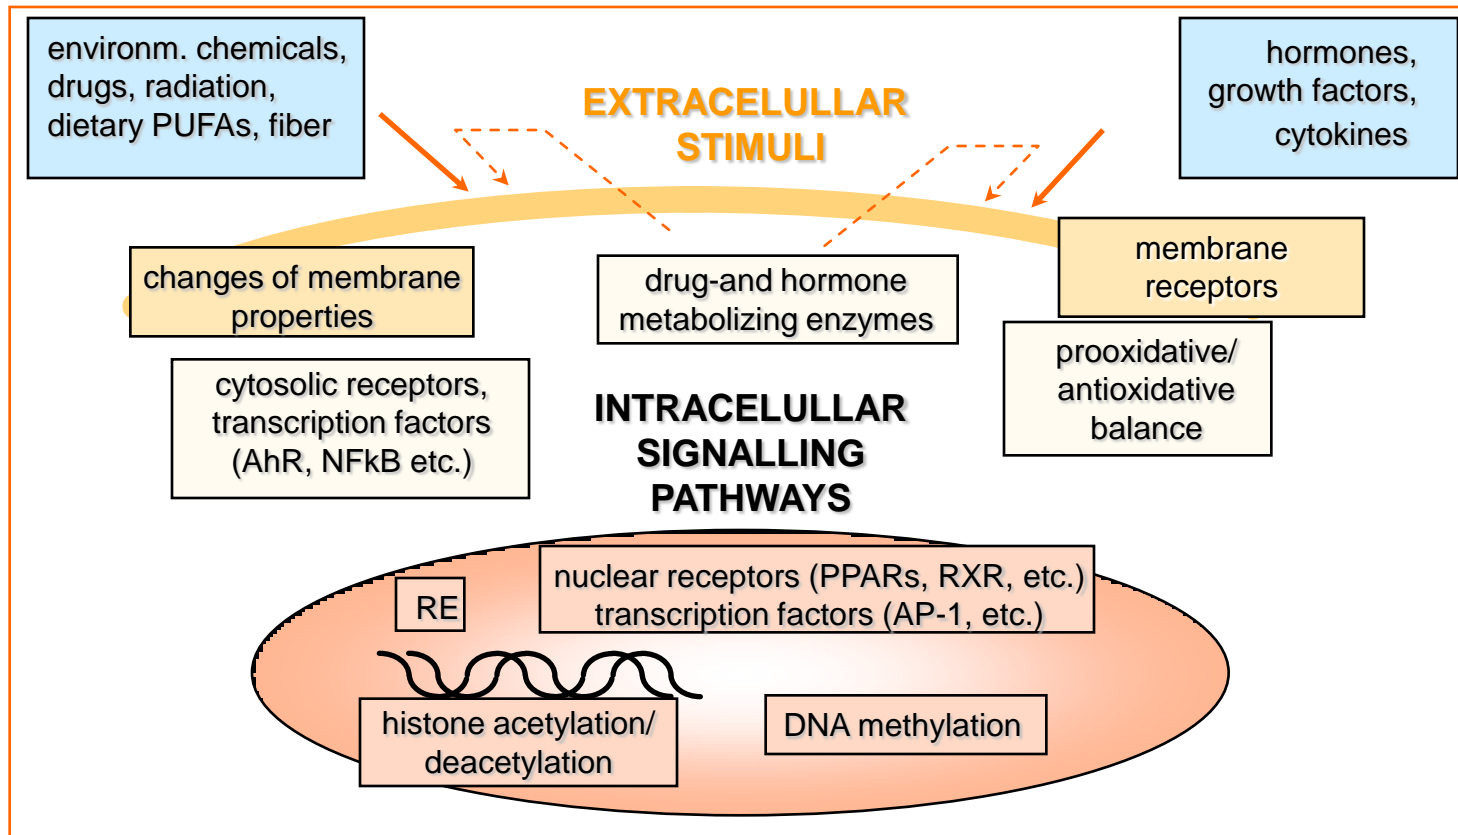 environm. chemicals,
drugs, radiation,
dietary PUFAs, fiber
EXTRACELULLAR
STIMULI
hormones,
growth factors,
cytokines
changes of membrane
properties
drug-and hormone
metabolizing enzymes
membrane
receptors
cytosolic receptors,
transcription factors
(AhR, NFkB etc.)
INTRACELULLAR
SIGNALLING
PATHWAYS
prooxidative/
antioxidative
balance
RE
nuclear receptors (PPARs, RXR, etc.)
transcription factors (AP-1, etc.)
histone acetylation/
deacetylation
DNA methylation